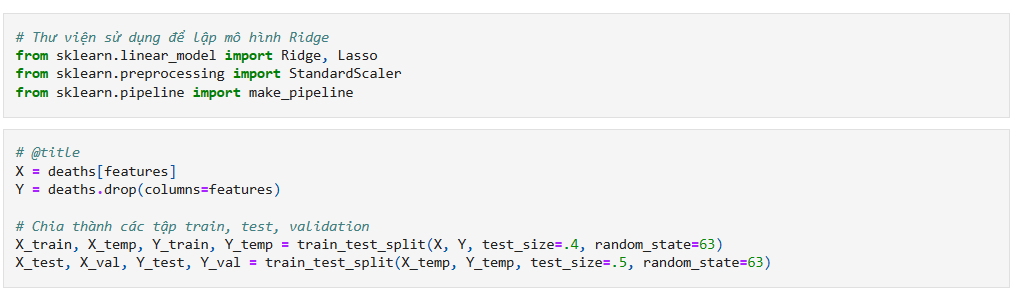 # Thư viện sử dụng để lập mô hình Ridge
from sklearn.linear_model import Ridge, Lasso
from sklearn.preprocessing import StandardScaler
from sklearn.pipeline import make_pipeline
# @title
X = deaths[features]
Y = deaths.drop(columns=features)
# Chia thành các tập train, test, validation
X_train, X_temp, Y_train, Y_temp = train_test_split(X, Y, test_size=.4, random_state=63)
X_test, X_val, Y_test, Y_val = train_test_split(X_temp, Y_temp, test_size=.5, random_state=63)